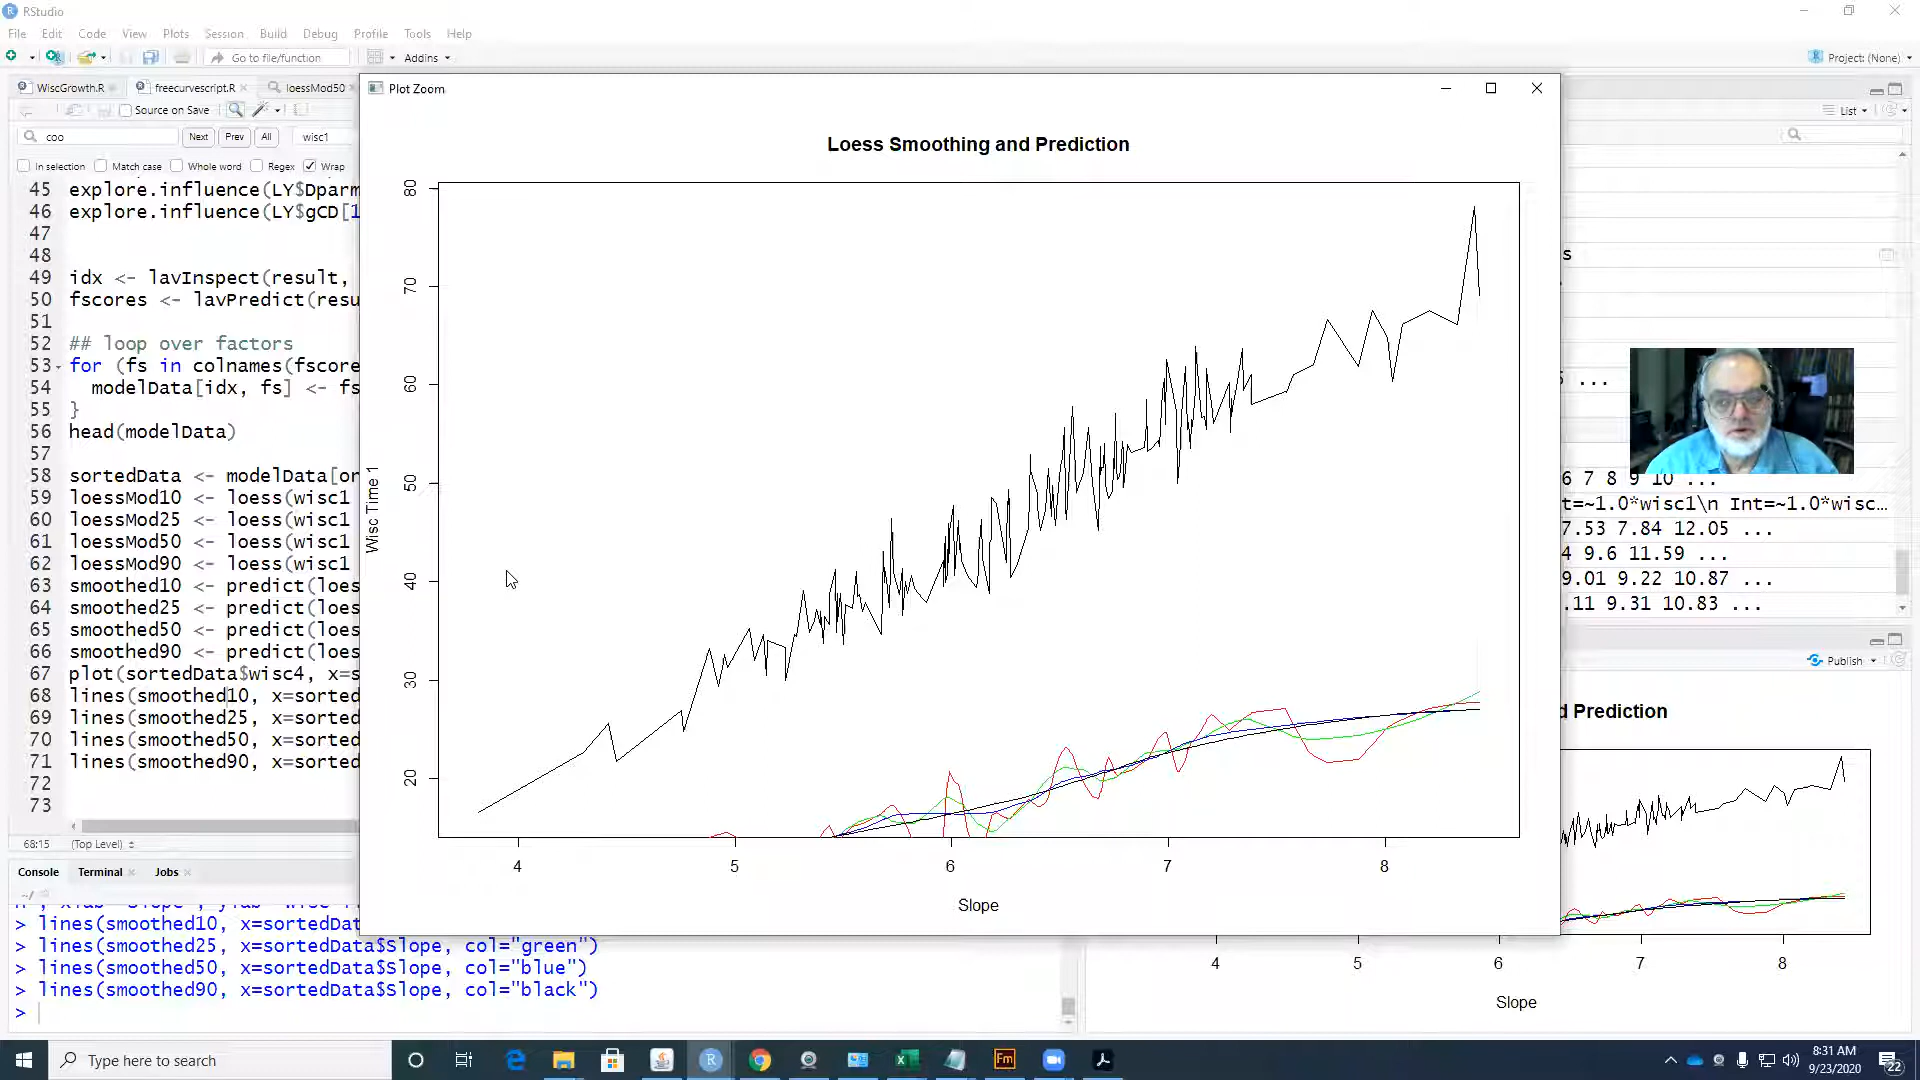 RStudio
File Edit Code View Plots Session Build Debug Profile Tools Help
Go to file/function
Addins
Project: (None)
WiscGrowth.R
freecurvescript.R
loessMod50
Source on Save
coo
Next
Prev
All
wisc1
In selection
Match case
Whole word
Regex
Wrap
45 explore.influence(LY$Dparm
46 explore.influence(LY$gCD[1
47
48
49 idx <- lavInspect(result,
50 fscores <- lavPredict(resu
51
52 ## loop over factors
53 for (fs in colnames(fscore
54 modelData[idx, fs] <- fs
55 }
56 head(modelData)
57
58 sortedData <- modelData[or
59 loessMod10 <- loess(wisc1
60 loessMod25 <- loess(wisc1
61 loessMod50 <- loess(wisc1
62 loessMod90 <- loess(wisc1
63 smoothed10 <- predict(loes
64 smoothed25 <- predict(loes
65 smoothed50 <- predict(loes
66 smoothed90 <- predict(loes
67 plot(sortedData$wisc4, x=s
68 lines(smoothed10, x=sorted
69 lines(smoothed25, x=sorted
70 lines(smoothed50, x=sorted
71 lines(smoothed90, x=sorted
72
73
68:15
(Top Level)
Console
Terminal
Jobs
~/
> lines(smoothed10, x=sortedDat
> lines(smoothed25, x=sortedData$Slope, col="green")
> lines(smoothed50, x=sortedData$Slope, col="blue")
> lines(smoothed90, x=sortedData$Slope, col="black")
>
Plot Zoom
Loess Smoothing and Prediction
Wisc Time 1
80
70
60
50
40
30
20
4 5 6 7 8
Slope
List
s
5 ...
6 7 8 9 10 ...
t=~1.0*wisc1\n Int=~1.0*wisc...
7.53 7.84 12.05 ...
4 9.6 11.59 ...
9.01 9.22 10.87 ...
.11 9.31 10.83 ...
Publish
d Prediction
4 5 6 7 8
Slope
Type here to search
Fm
8:31 AM
9/23/2020
22